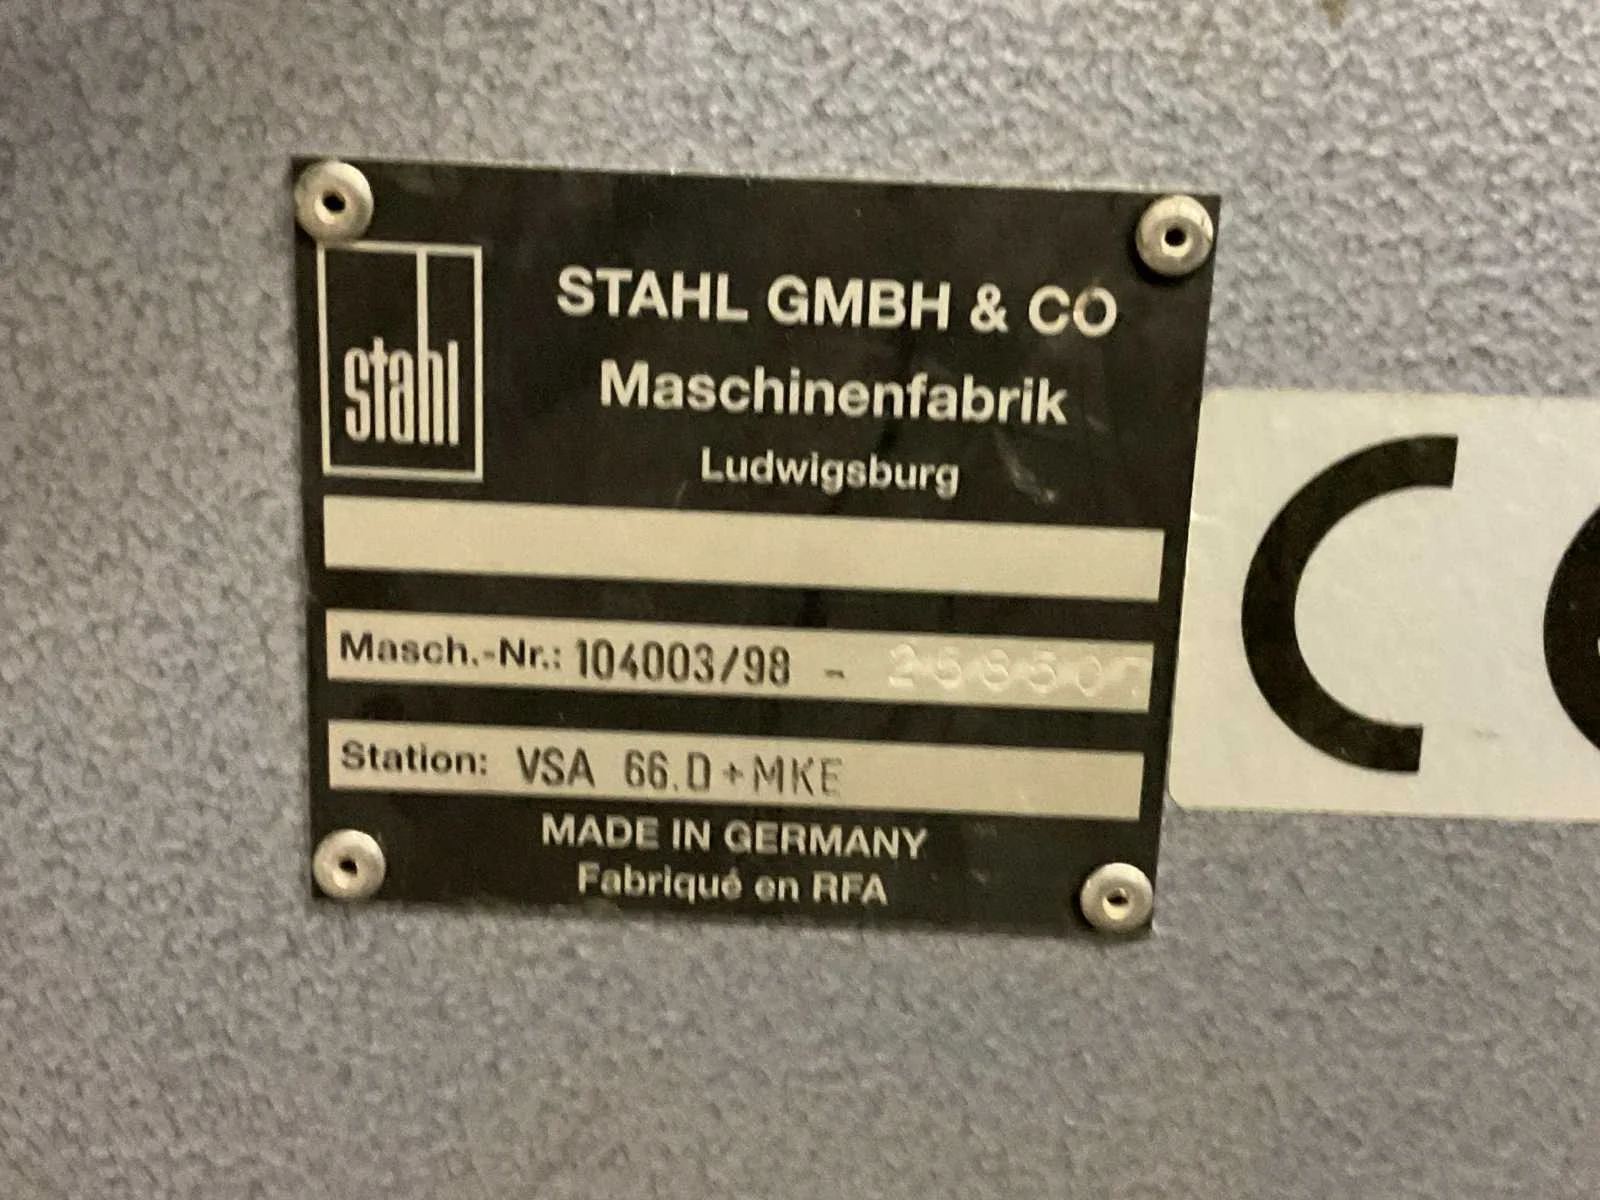 stahl
STAHL GMBH & CO
Maschinenfabrik
Ludwigsburg
Masch.-Nr.: 104003/98 -
Station: VSA 66.D+MKE
MADE IN GERMANY
Fabriqué en RFA
CE